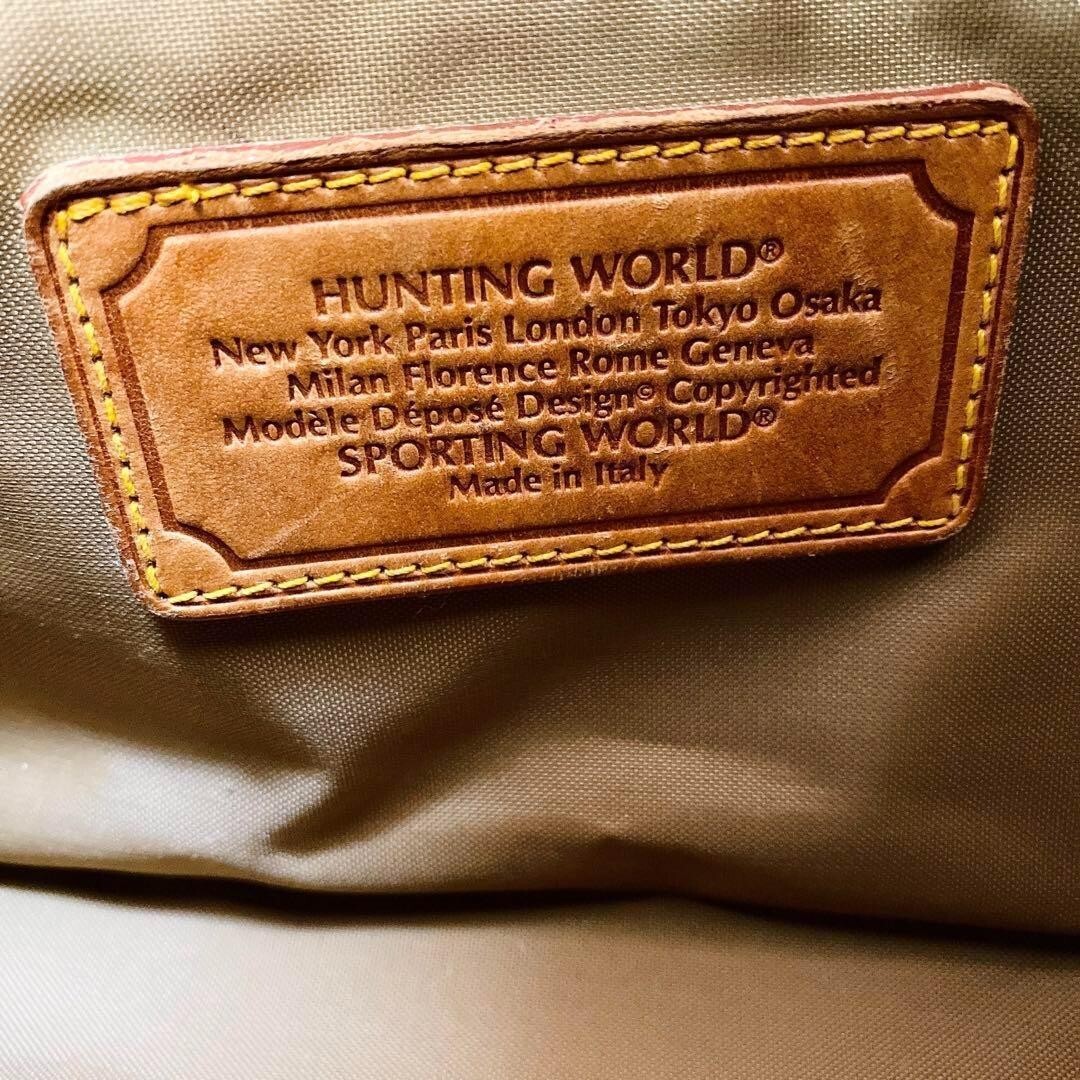 HUNTING WORLD®
New York Paris London Tokyo Osaka
Milan Florence Rome Geneva
Modèle Déposé Design© Copyrighted
SPORTING WORLD®
Made in Italy